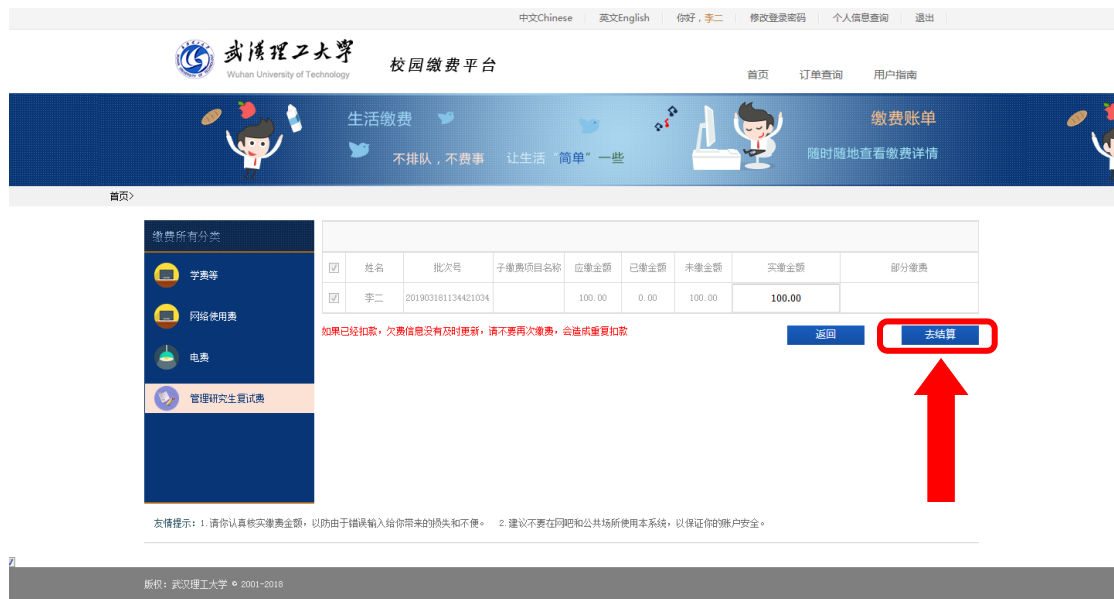 中文Chinese 英文English 你好，李二 修改登录密码 个人信息查询 退出
武汉理工大学
Wuhan University of Technology
校园缴费平台
首页 订单查询 用户指南
生活缴费
不排队，不费事 让生活“简单”一些
缴费账单
随时随地查看缴费详情
首页>
缴费所有分类
学费等
网络使用费
电费
管理研究生复试费
姓名 批次号 子缴费项目名称 应缴金额 已缴金额 未缴金额 实缴金额 部分缴费
李二 201903181134421034 100.00 0.00 100.00 100.00
如果已经扣款，欠费信息没有及时更新，请不要再次缴费，会造成重复扣款
返回 去结算
友情提示：1.请你认真核实缴费金额，以防由于错误输入给你带来的损失和不便。 2.建议不要在网吧和公共场所使用本系统，以保证你的账户安全。
版权：武汉理工大学 © 2001-2018